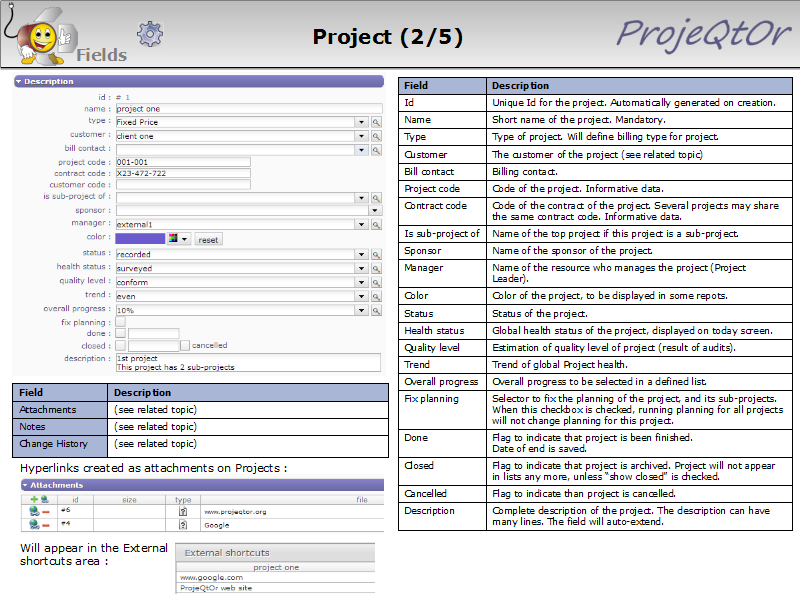 Fields
Project (2/5)
ProjeQtOr
Description
id : # 1
name : project one
type : Fixed Price
customer : client one
bill contact :
project code : 001-001
contract code : X23-472-722
customer code :
is sub-project of :
sponsor :
manager : external1
color : reset
status : recorded
health status : surveyed
quality level : conform
trend : even
overall progress : 10%
fix planning :
done :
closed : cancelled
description : 1st project
This project has 2 sub-projects
Field Description
Attachments (see related topic)
Notes (see related topic)
Change History (see related topic)
Hyperlinks created as attachments on Projects :
Attachments
id size type file
#6 www.projeqtor.org
#4 Google
Will appear in the External
shortcuts area :
External shortcuts
project one
www.google.com
ProjeQtOr web site
Field Description
Id Unique Id for the project. Automatically generated on creation.
Name Short name of the project. Mandatory.
Type Type of project. Will define billing type for project.
Customer The customer of the project (see related topic)
Bill contact Billing contact.
Project code Code of the project. Informative data.
Contract code Code of the contract of the project. Several projects may share
the same contract code. Informative data.
Is sub-project of Name of the top project if this project is a sub-project.
Sponsor Name of the sponsor of the project.
Manager Name of the resource who manages the project (Project
Leader).
Color Color of the project, to be displayed in some repots.
Status Status of the project.
Health status Global health status of the project, displayed on today screen.
Quality level Estimation of quality level of project (result of audits).
Trend Trend of global Project health.
Overall progress Overall progress to be selected in a defined list.
Fix planning Selector to fix the planning of the project, and its sub-projects.
When this checkbox is checked, running planning for all projects
will not change planning for this project.
Done Flag to indicate that project is been finished.
Date of end is saved.
Closed Flag to indicate that project is archived. Project will not appear
in lists any more, unless “show closed” is checked.
Cancelled Flag to indicate than project is cancelled.
Description Complete description of the project. The description can have
many lines. The field will auto-extend.